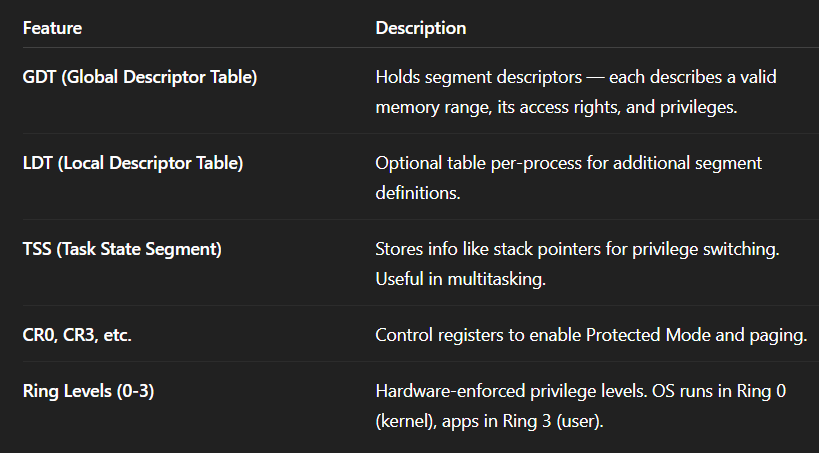 Feature Description
GDT (Global Descriptor Table) Holds segment descriptors — each describes a valid
memory range, its access rights, and privileges.
LDT (Local Descriptor Table) Optional table per-process for additional segment
definitions.
TSS (Task State Segment) Stores info like stack pointers for privilege switching.
Useful in multitasking.
CR0, CR3, etc. Control registers to enable Protected Mode and paging.
Ring Levels (0-3) Hardware-enforced privilege levels. OS runs in Ring 0
(kernel), apps in Ring 3 (user).